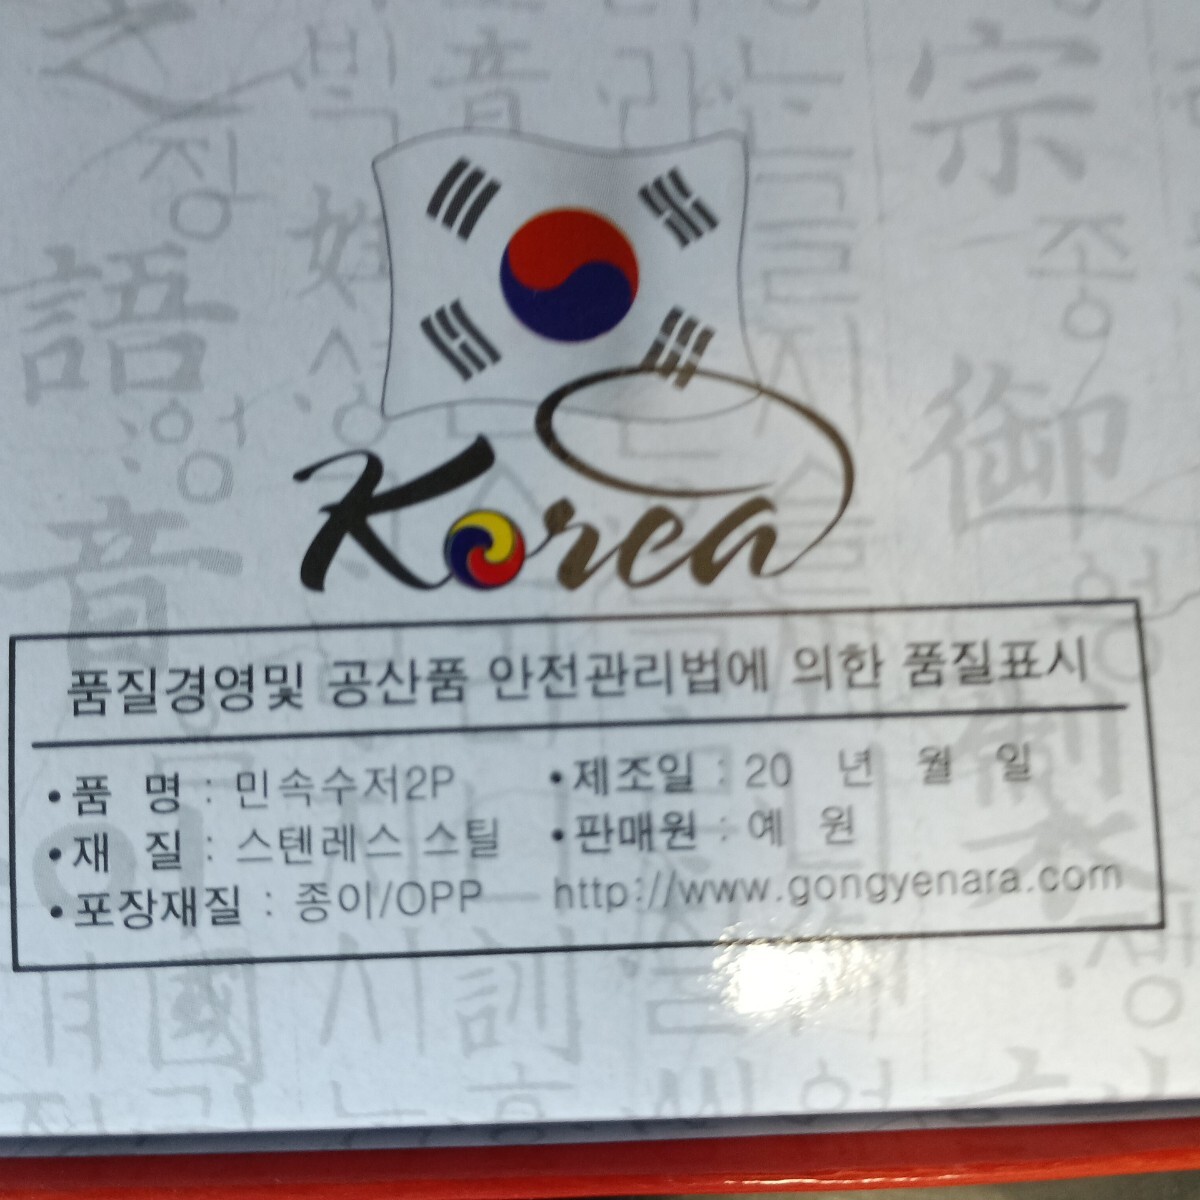 Korea
품질경영및 공산품 안전관리법에 의한 품질표시
•품 명 : 민속수저2P
•제조일 : 20 년 월 일
•재 질 : 스텐레스 스틸
•판매원 : 예 원
•포장재질 : 종이/OPP
http://www.gongyenara.com